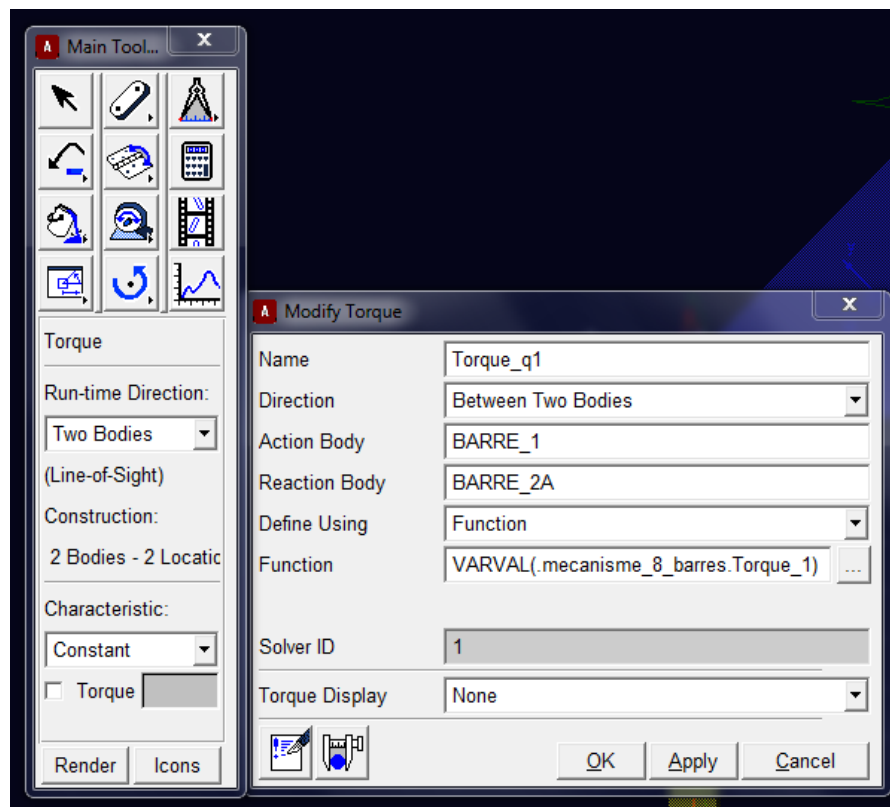 Main Tool...
Torque
Run-time Direction:
Two Bodies
(Line-of-Sight)
Construction:
2 Bodies - 2 Locatic
Characteristic:
Constant
Torque
Render Icons
Modify Torque
Name Torque_q1
Direction Between Two Bodies
Action Body BARRE_1
Reaction Body BARRE_2A
Define Using Function
Function VARVAL(.mecanisme_8_barres.Torque_1) ...
Solver ID 1
Torque Display None
OK Apply Cancel